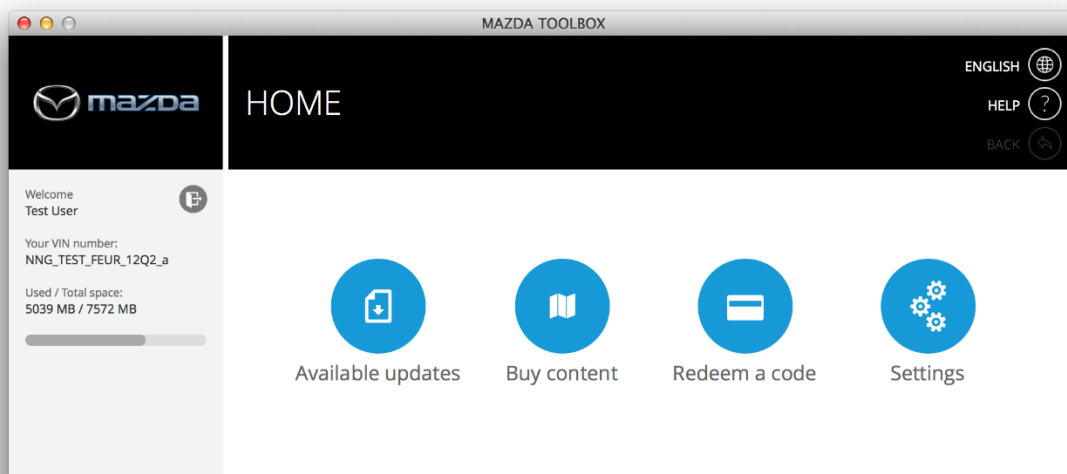 MAZDA TOOLBOX
mazda
HOME
ENGLISH
HELP
?
BACK
Welcome
Test User
Your VIN number:
NNG_TEST_FEUR_12Q2_a
Used / Total space:
5039 MB / 7572 MB
Available updates
Buy content
Redeem a code
Settings